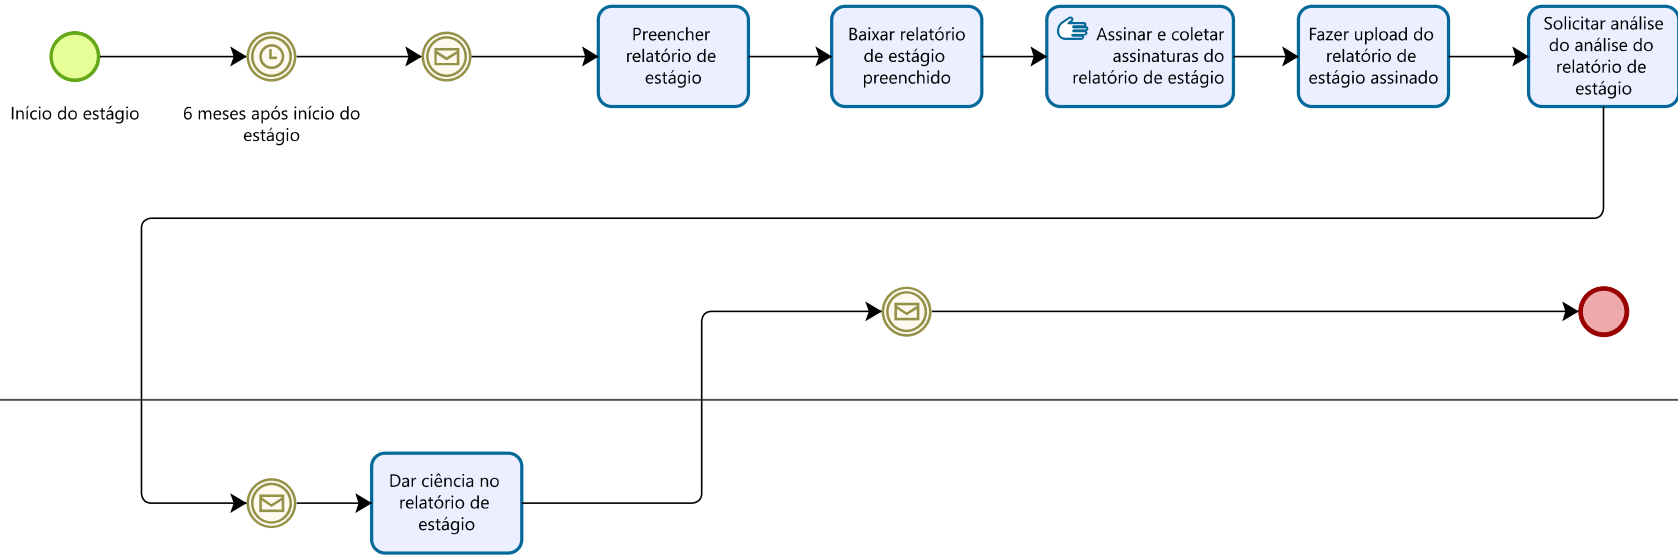 Início do estágio
6 meses após início do
estágio
Preencher
relatório de
estágio
Baixar relatório
de estágio
preenchido
Assinar e coletar
assinaturas do
relatório de estágio
Fazer upload do
relatório de
estágio assinado
Solicitar análise
do análise do
relatório de
estágio
Dar ciência no
relatório de
estágio